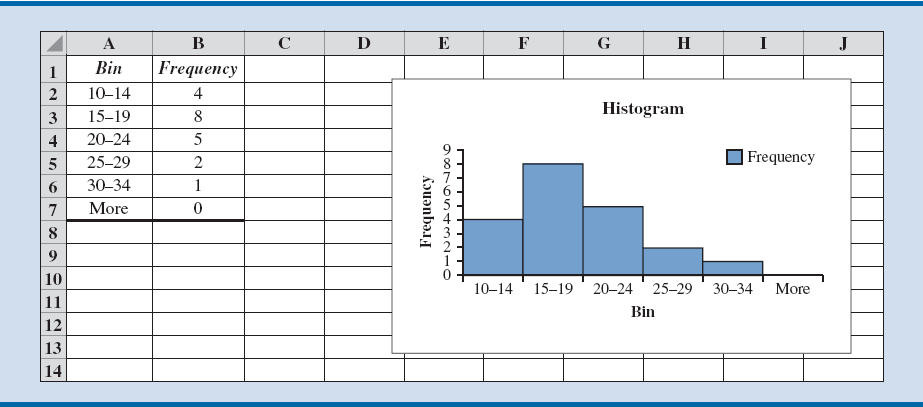 A B C D E F G H I J
1 Bin Frequency
2 10–14 4
3 15–19 8
4 20–24 5
5 25–29 2
6 30–34 1
7 More 0
8
9
10
11
12
13
14
Histogram
Frequency
9
8
7
6
5
4
3
2
1
0
Frequency
10–14 15–19 20–24 25–29 30–34 More
Bin